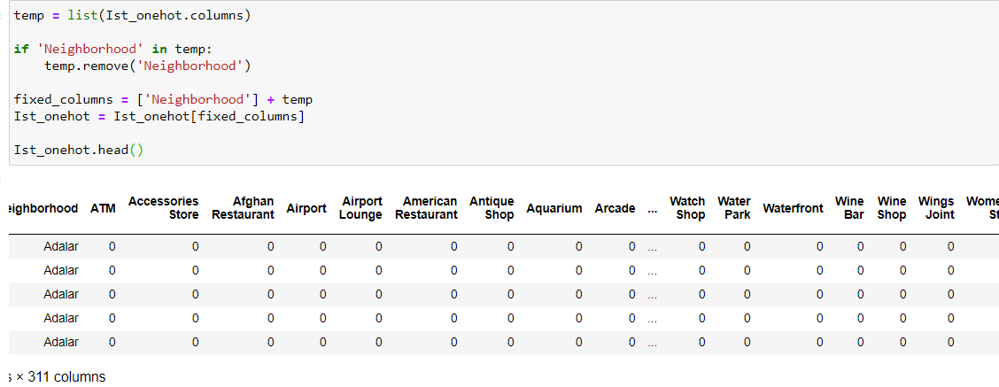 temp = list(Ist_onehot.columns)
if 'Neighborhood' in temp:
temp.remove('Neighborhood')
fixed_columns = ['Neighborhood'] + temp
Ist_onehot = Ist_onehot[fixed_columns]
Ist_onehot.head()
eighborhood ATM Accessories Store Afghan Restaurant Airport Airport Lounge American Restaurant Antique Shop Aquarium Arcade ... Watch Shop Water Park Waterfront Wine Bar Wine Shop Wings Joint Wome St
Adalar 0 0 0 0 0 0 0 0 0 ... 0 0 0 0 0 0
Adalar 0 0 0 0 0 0 0 0 0 ... 0 0 0 0 0 0
Adalar 0 0 0 0 0 0 0 0 0 ... 0 0 0 0 0 0
Adalar 0 0 0 0 0 0 0 0 0 ... 0 0 0 0 0 0
Adalar 0 0 0 0 0 0 0 0 0 ... 0 0 0 0 0 0
s × 311 columns